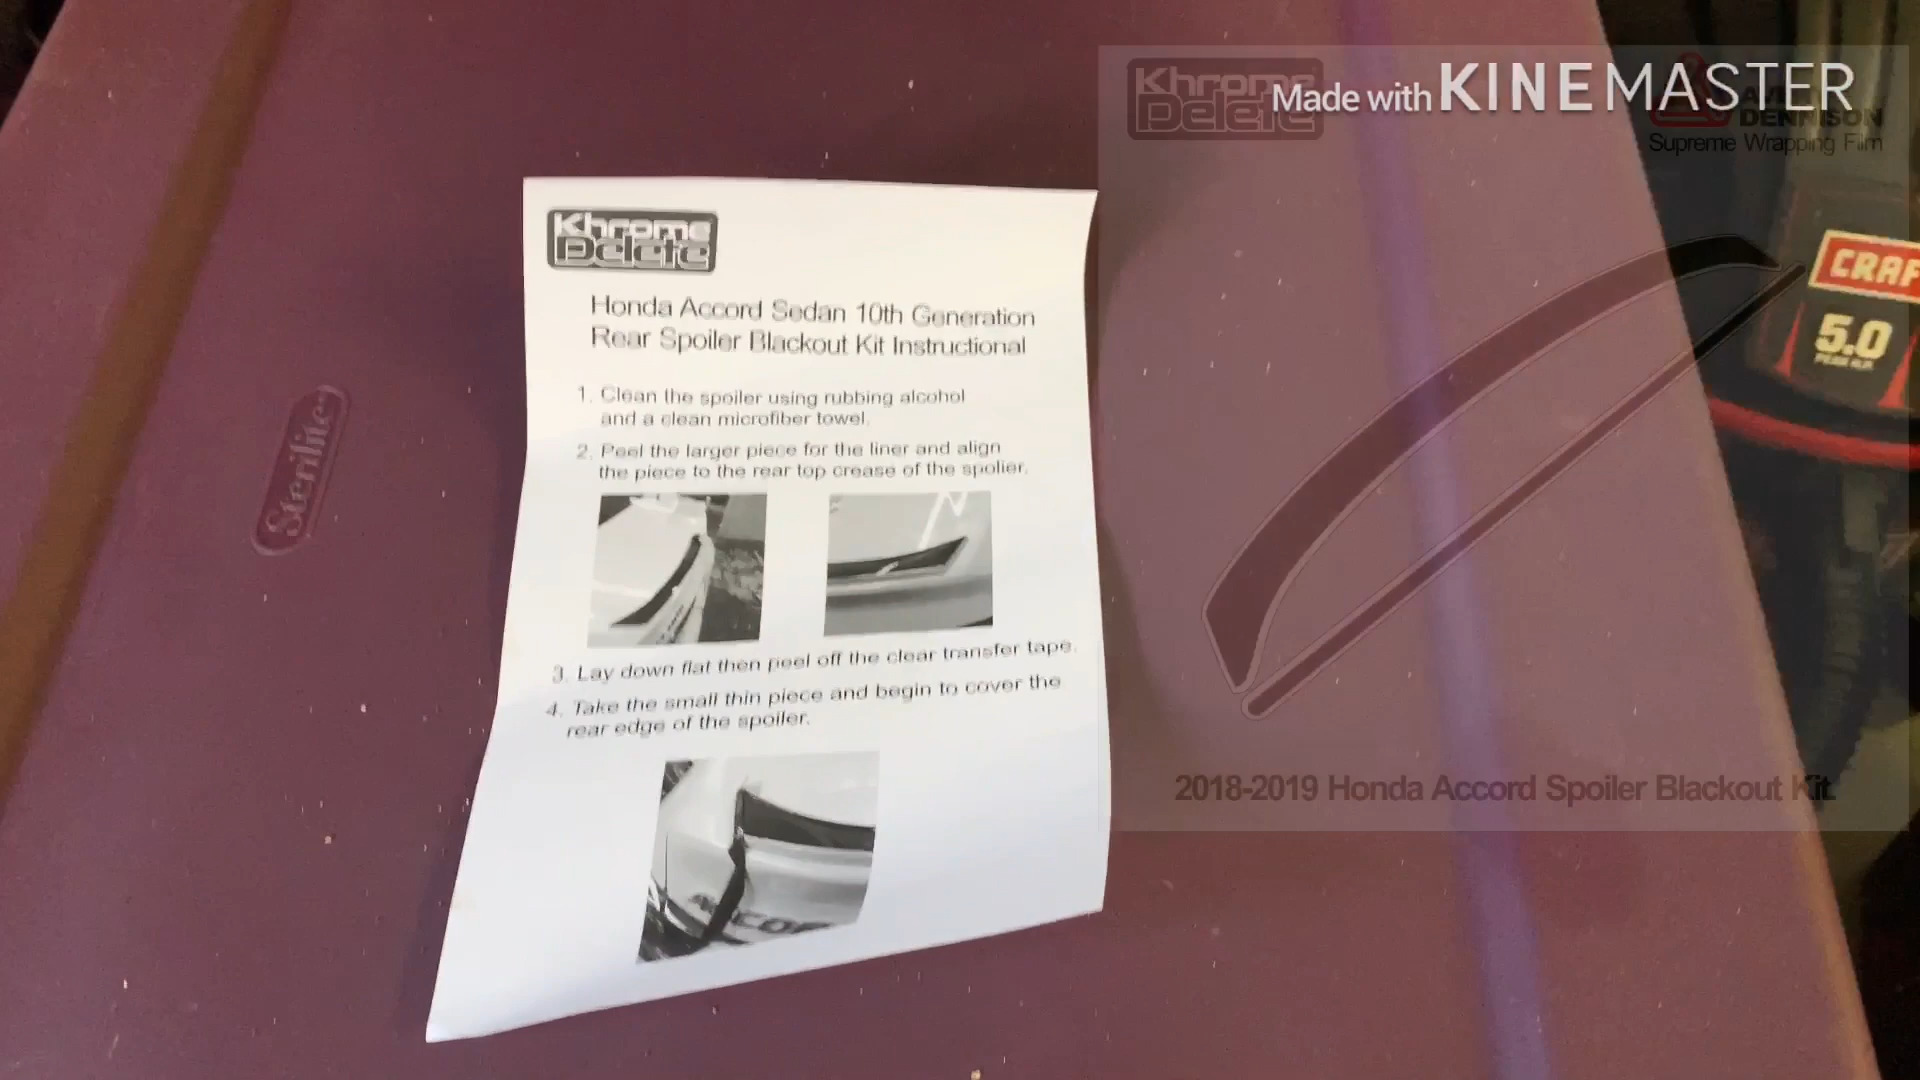 Khrome
Delete
Made with KINEMASTER
DENNISON
Supreme Wrapping Film
Khrome
Delete
Honda Accord Sedan 10th Generation
Rear Spoiler Blackout Kit Instructional
1. Clean the spoiler using rubbing alcohol
and a clean microfiber towel.
2. Peel the larger piece for the liner and align
the piece to the rear top crease of the spolier.
3. Lay down flat then peel off the clear transfer tape.
4. Take the small thin piece and begin to cover the
rear edge of the spoiler.
Sterilite
CRAF
5.0
PEAK H.P.
2018-2019 Honda Accord Spoiler Blackout Kit.